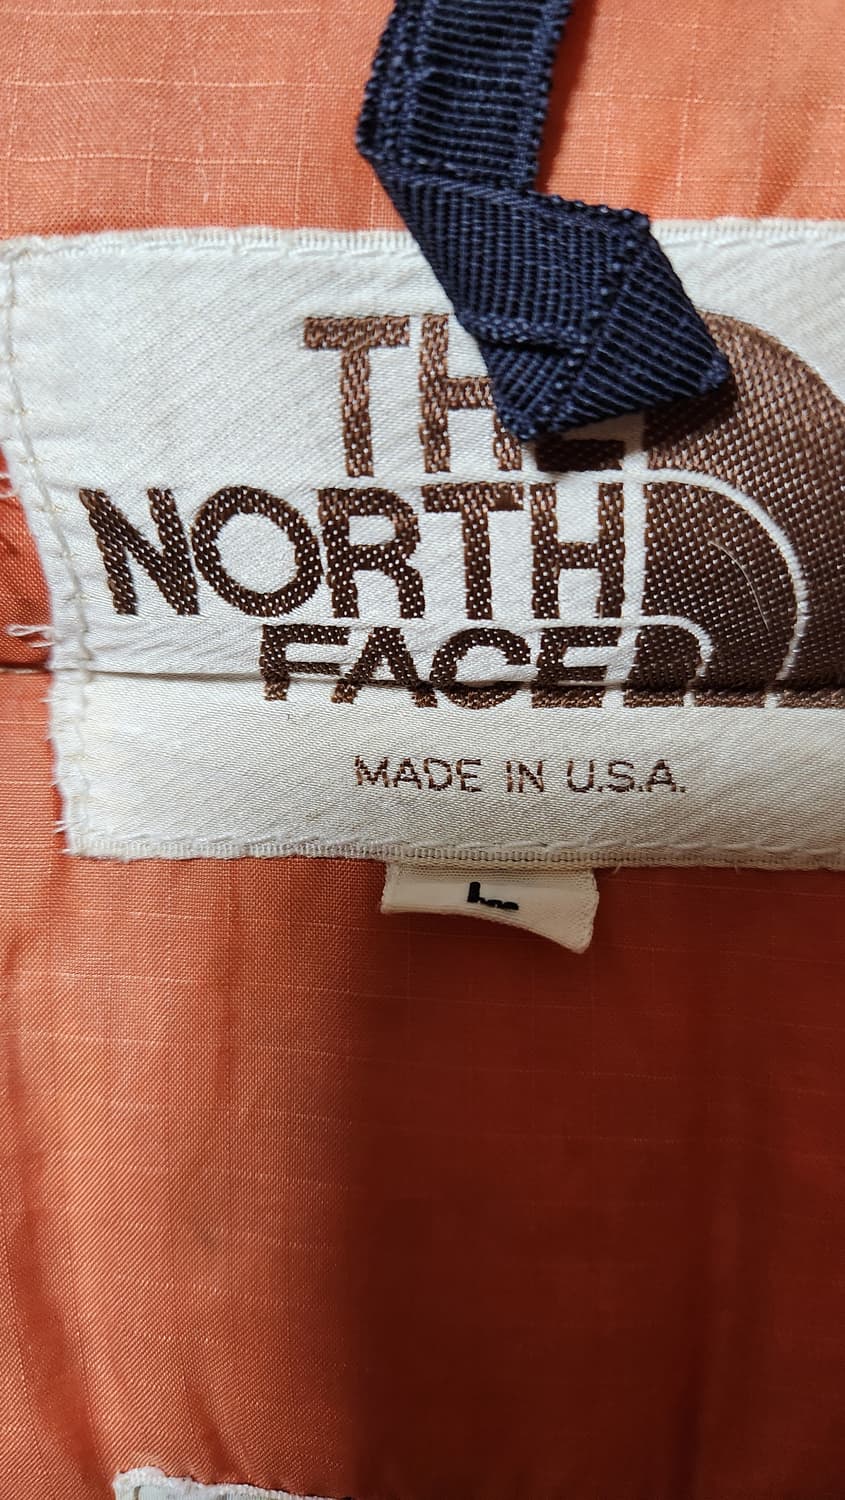 THE
NORTH
FACE
MADE IN U.S.A.
L